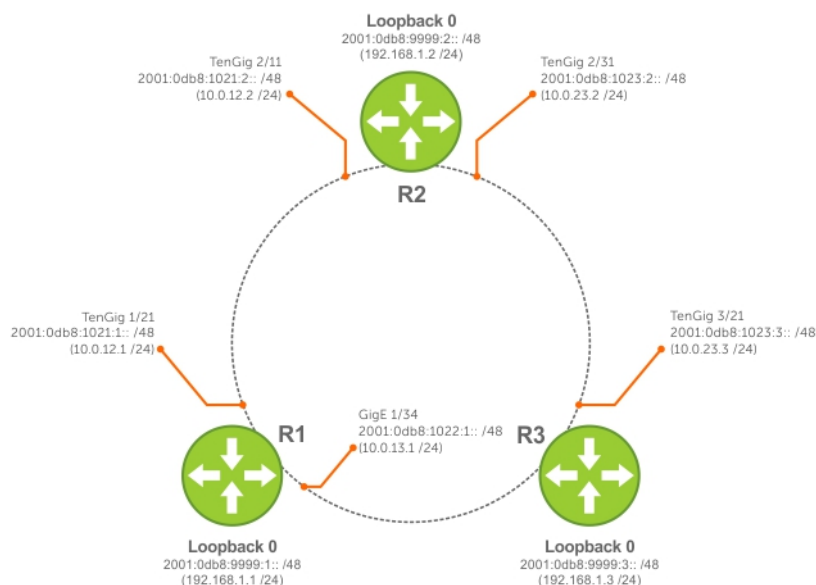 Loopback 0
2001:0db8:9999:2:: /48
(192.168.1.2 /24)
TenGig 2/11
2001:0db8:1021:2:: /48
(10.0.12.2 /24)
TenGig 2/31
2001:0db8:1023:2:: /48
(10.0.23.2 /24)
R2
TenGig 1/21
2001:0db8:1021:1:: /48
(10.0.12.1 /24)
TenGig 3/21
2001:0db8:1023:3:: /48
(10.0.23.3 /24)
GigE 1/34
2001:0db8:1022:1:: /48
(10.0.13.1 /24)
R1
R3
Loopback 0
2001:0db8:9999:1:: /48
(192.168.1.1 /24)
Loopback 0
2001:0db8:9999:3:: /48
(192.168.1.3 /24)